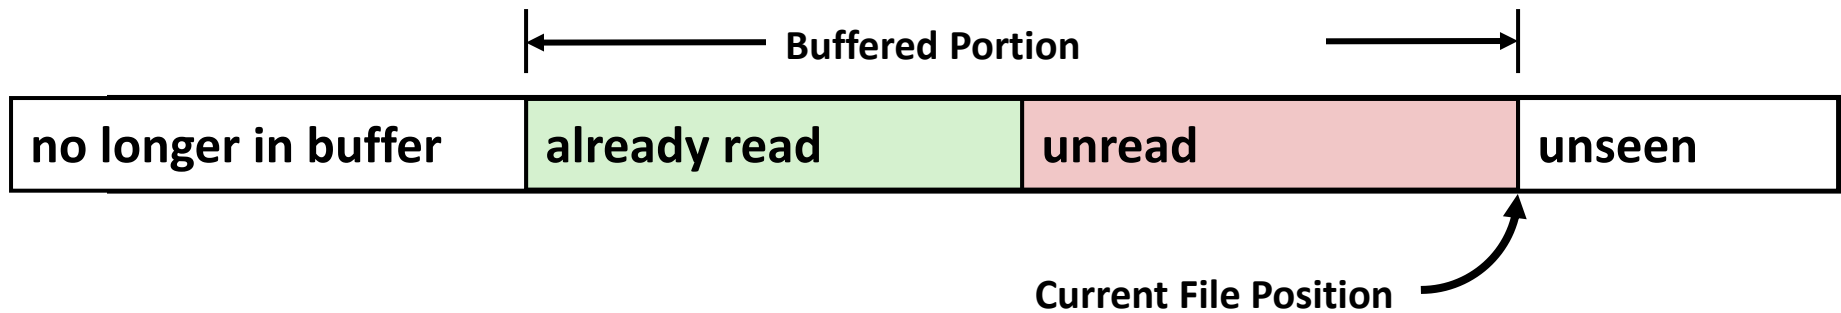 Buffered Portion
no longer in buffer already read unread unseen
Current File Position